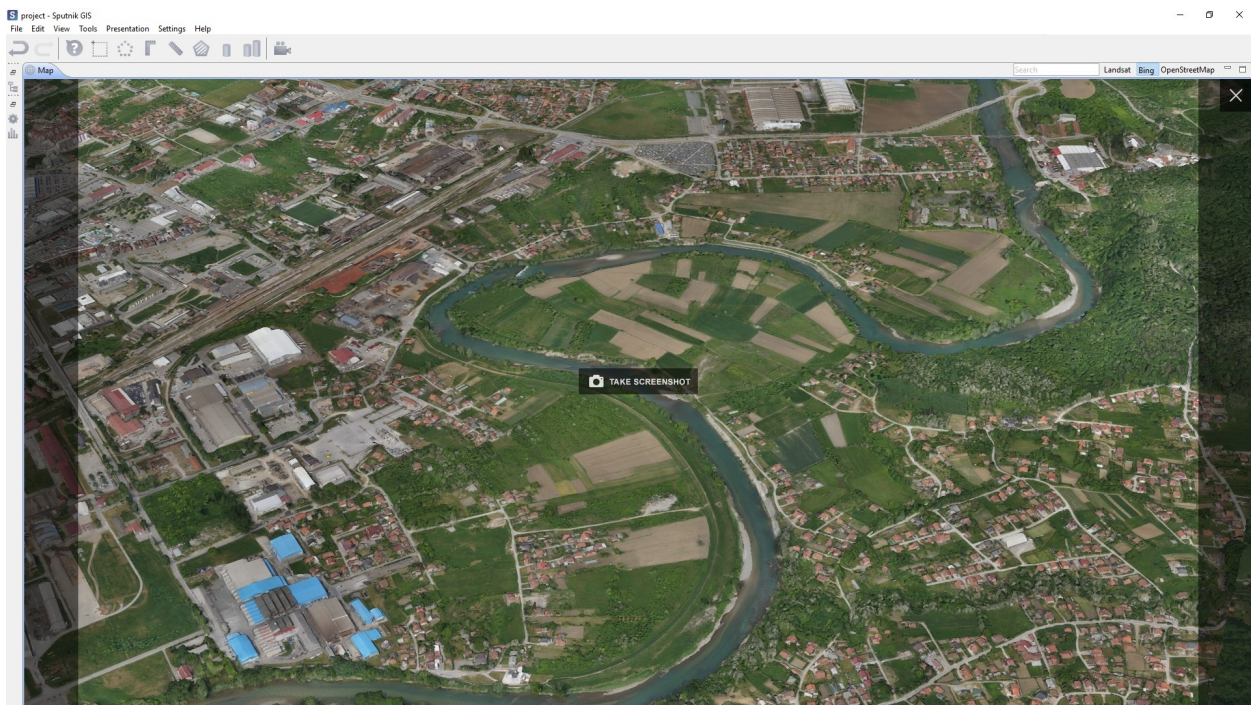 S project - Sputnik GIS
File Edit View Tools Presentation Settings Help
Map
Search
Landsat Bing OpenStreetMap
TAKE SCREENSHOT